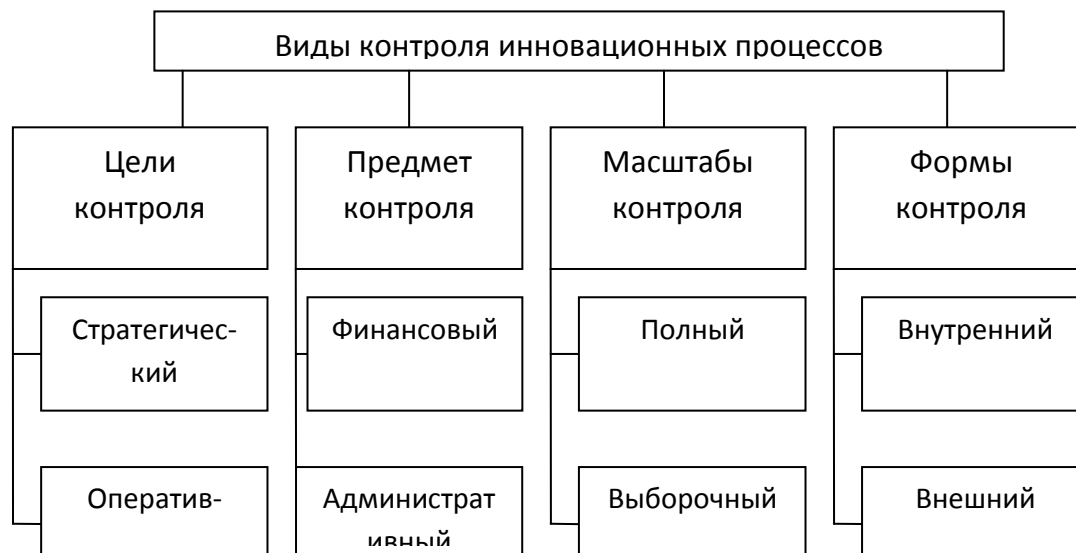 Виды контроля инновационных процессов
Цели
контроля
Предмет
контроля
Масштабы
контроля
Формы
контроля
Стратегичес-
кий
Финансовый
Полный
Внутренний
Оператив-
Административный
Выборочный
Внешний